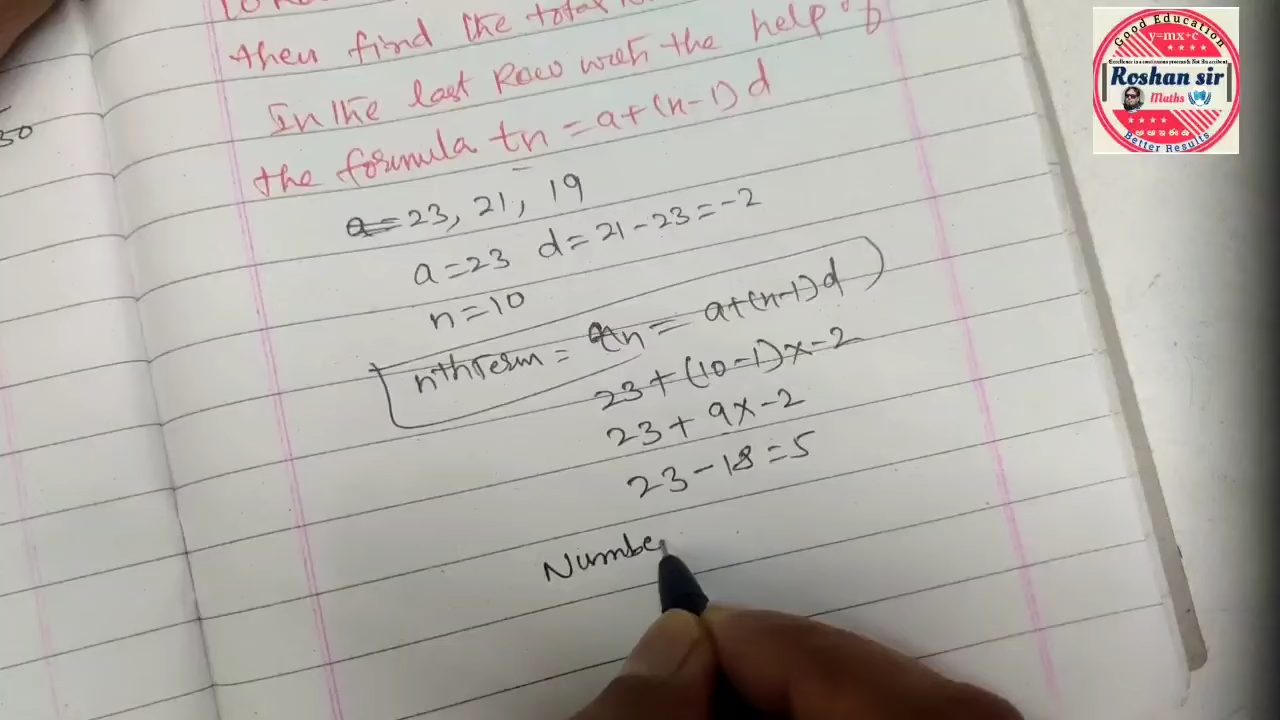 then find the total
In the last Row with the help of
the formula tn = a+(n-1)d
a= 23, 21, 19
a=23 d=21-23=-2
n=10
nth Term = tn = a+(n-1)d
23+(10-1)x-2
23+9x-2
23-18=5
Numbe
30
Good Education
y=mx+c
Roshan sir
Maths
Better Results